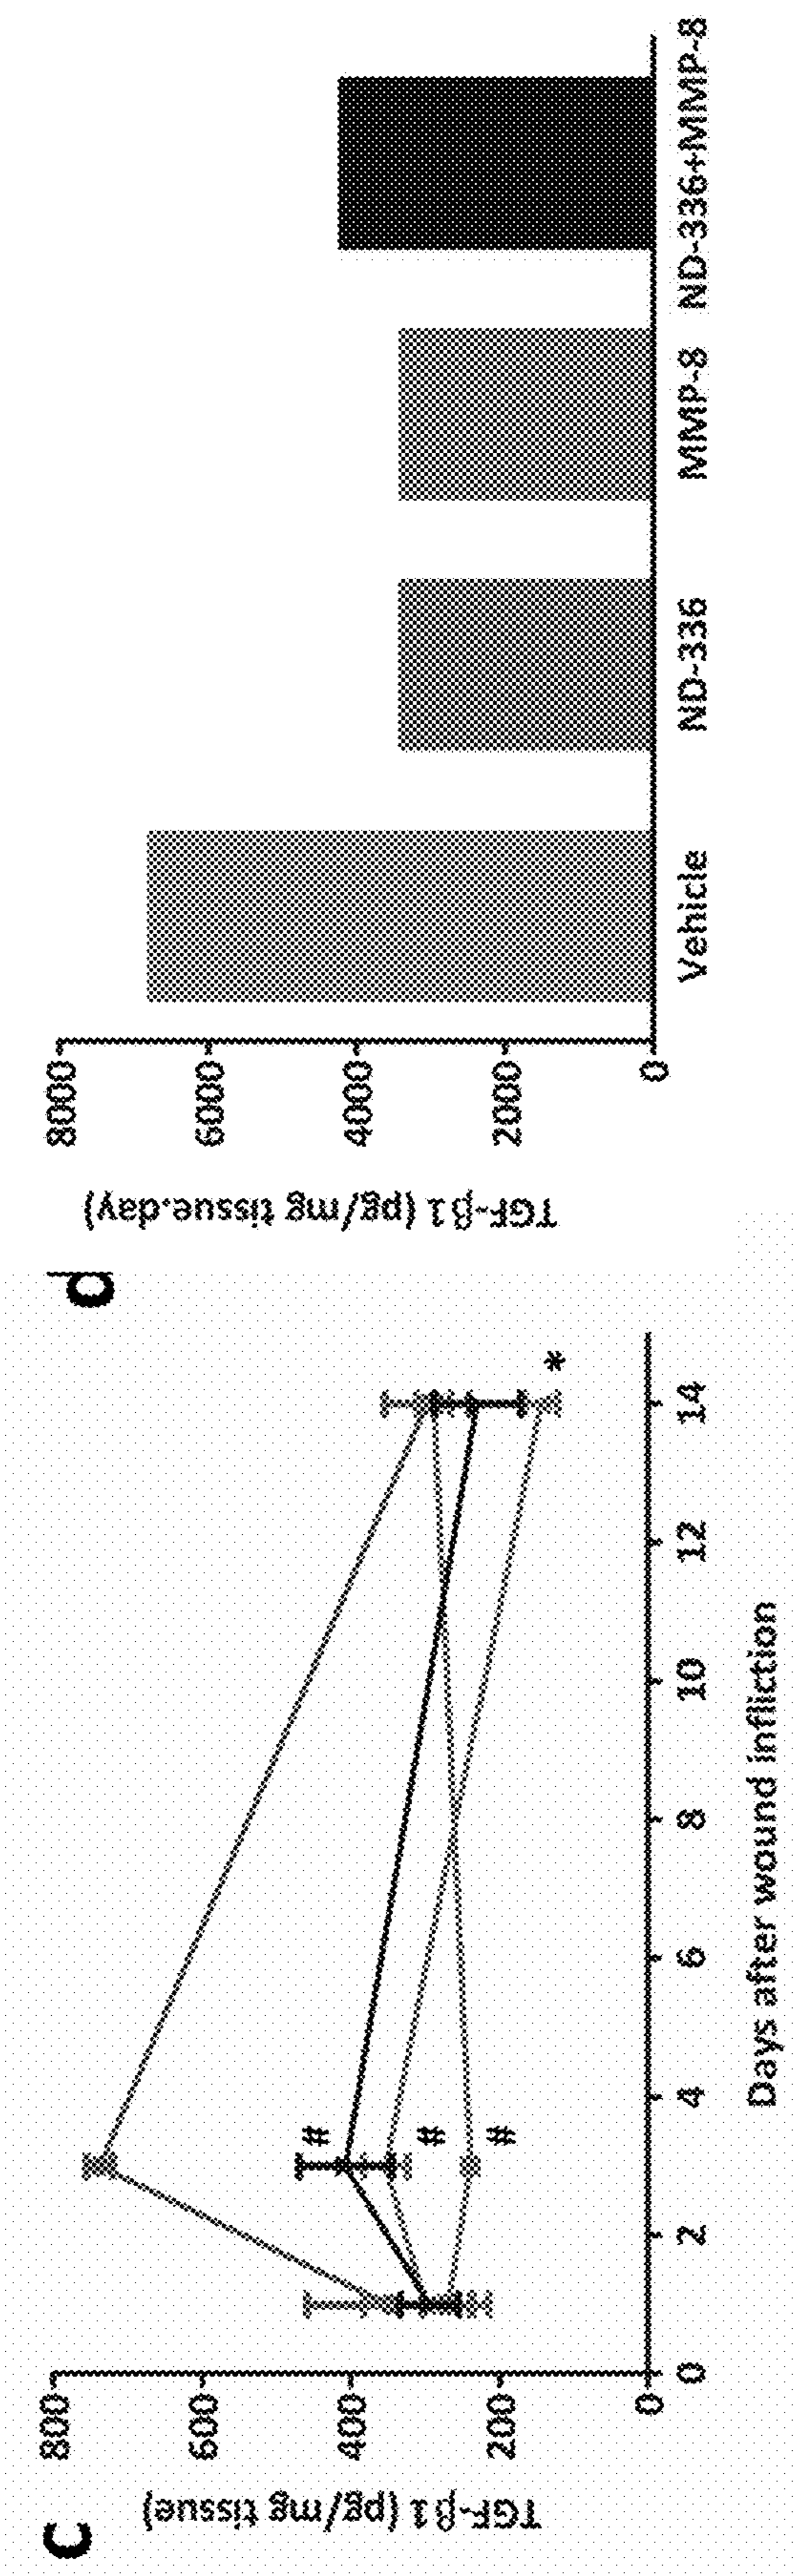 c
TGF-β1 (pg/mg tissue)
800
600
400
200
0
#
#
#
*
0 2 4 6 8 10 12 14
Days after wound infliction
d
TGF-β1 (pg/mg tissue.day)
8000
6000
4000
2000
0
Vehicle ND-336 MMP-8 ND-336+MMP-8